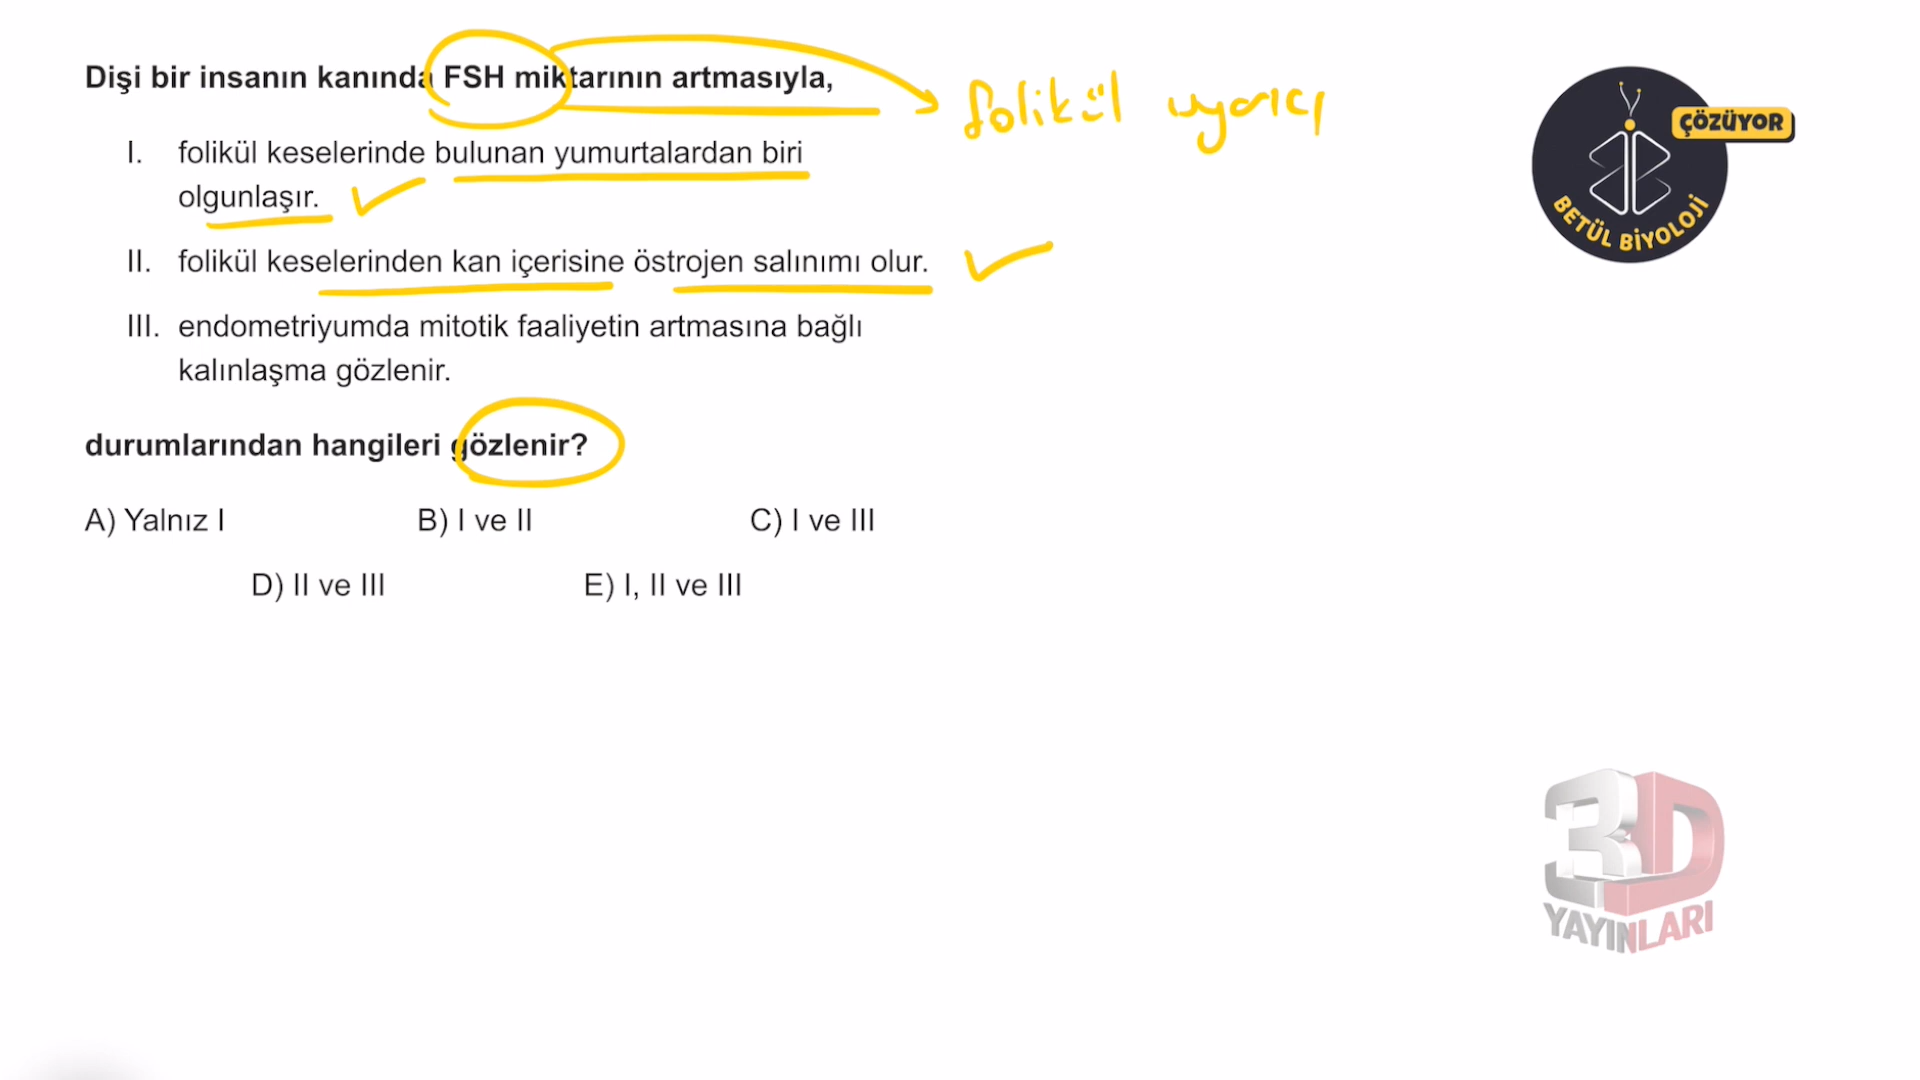 Dişi bir insanın kanında FSH miktarının artmasıyla,
folikül uyarıcı
I. folikül keselerinde bulunan yumurtalardan biri
olgunlaşır.
II. folikül keselerinden kan içerisine östrojen salınımı olur.
III. endometriyumda mitotik faaliyetin artmasına bağlı
kalınlaşma gözlenir.
durumlarından hangileri gözlenir?
A) Yalnız I B) I ve II C) I ve III
D) II ve III E) I, II ve III
ÇÖZÜYOR
BETÜL BİYOLOJİ
3D
YAYINLARI